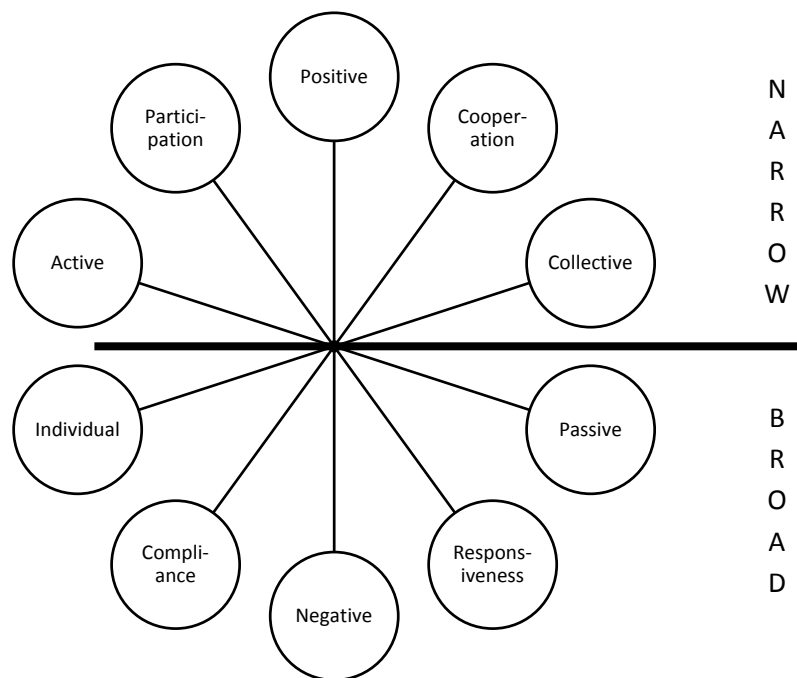 Positive
Partici-
pation
Cooper-
ation
Active
Collective
N
A
R
R
O
W
Individual
Passive
Compli-
ance
Respons-
iveness
Negative
B
R
O
A
D